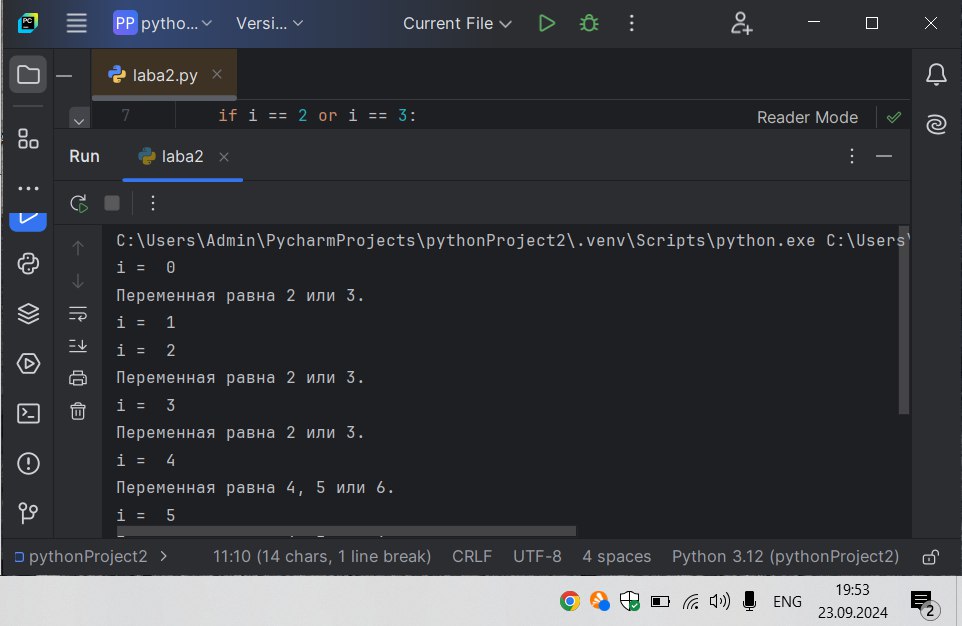 PP pytho... Versi... Current File
laba2.py
7 if i == 2 or i == 3: Reader Mode
Run laba2
C:\Users\Admin\PycharmProjects\pythonProject2\.venv\Scripts\python.exe C:\Users\
i =  0
Переменная равна 2 или 3.
i =  1
i =  2
Переменная равна 2 или 3.
i =  3
Переменная равна 2 или 3.
i =  4
Переменная равна 4, 5 или 6.
i =  5
pythonProject2 > 11:10 (14 chars, 1 line break) CRLF UTF-8 4 spaces Python 3.12 (pythonProject2)
ENG 19:53
23.09.2024 2